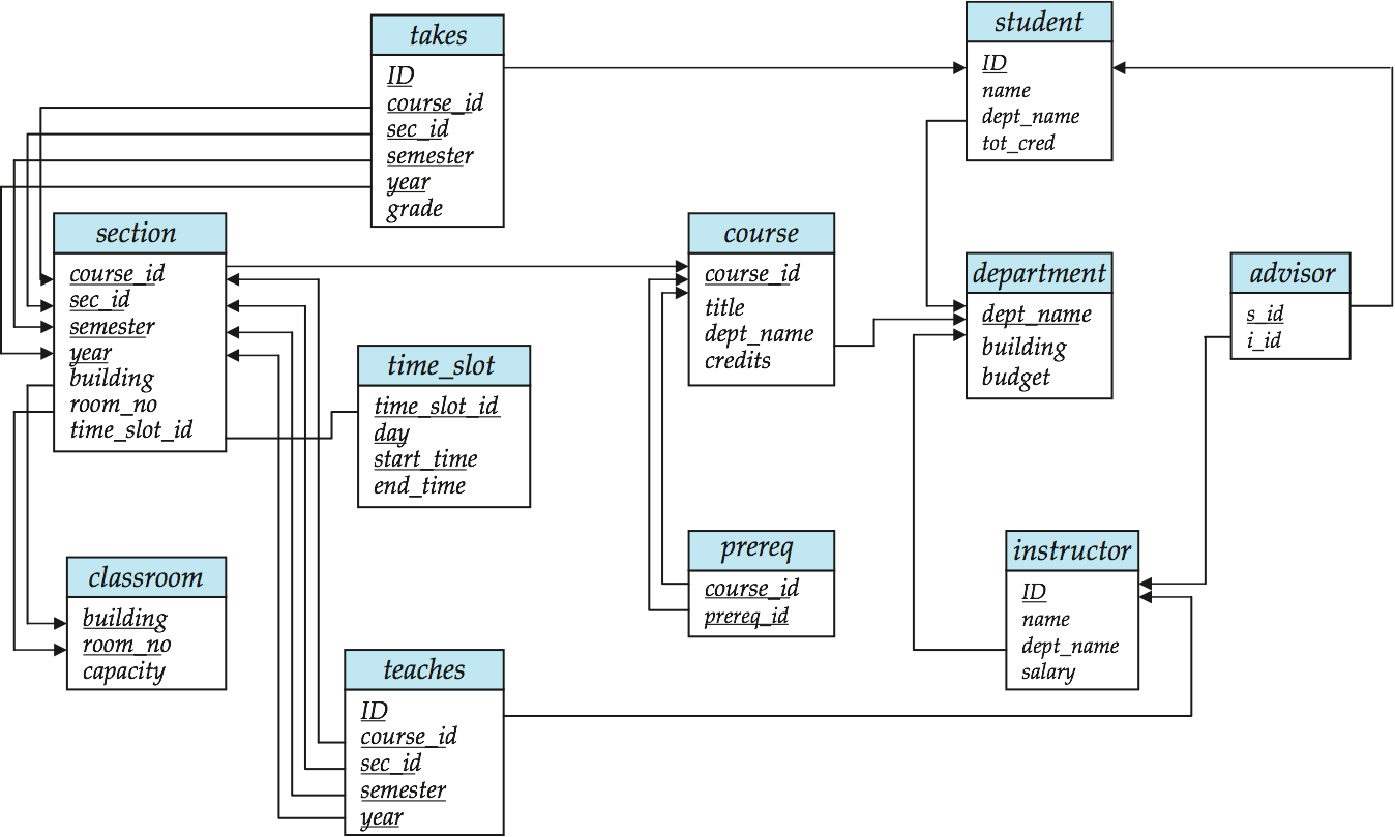 takes
ID
course_id
sec_id
semester
year
grade
student
ID
name
dept_name
tot_cred
section
course_id
sec_id
semester
year
building
room_no
time_slot_id
course
course_id
title
dept_name
credits
department
dept_name
building
budget
advisor
s_id
i_id
time_slot
time_slot_id
day
start_time
end_time
classroom
building
room_no
capacity
prereq
course_id
prereq_id
instructor
ID
name
dept_name
salary
teaches
ID
course_id
sec_id
semester
year